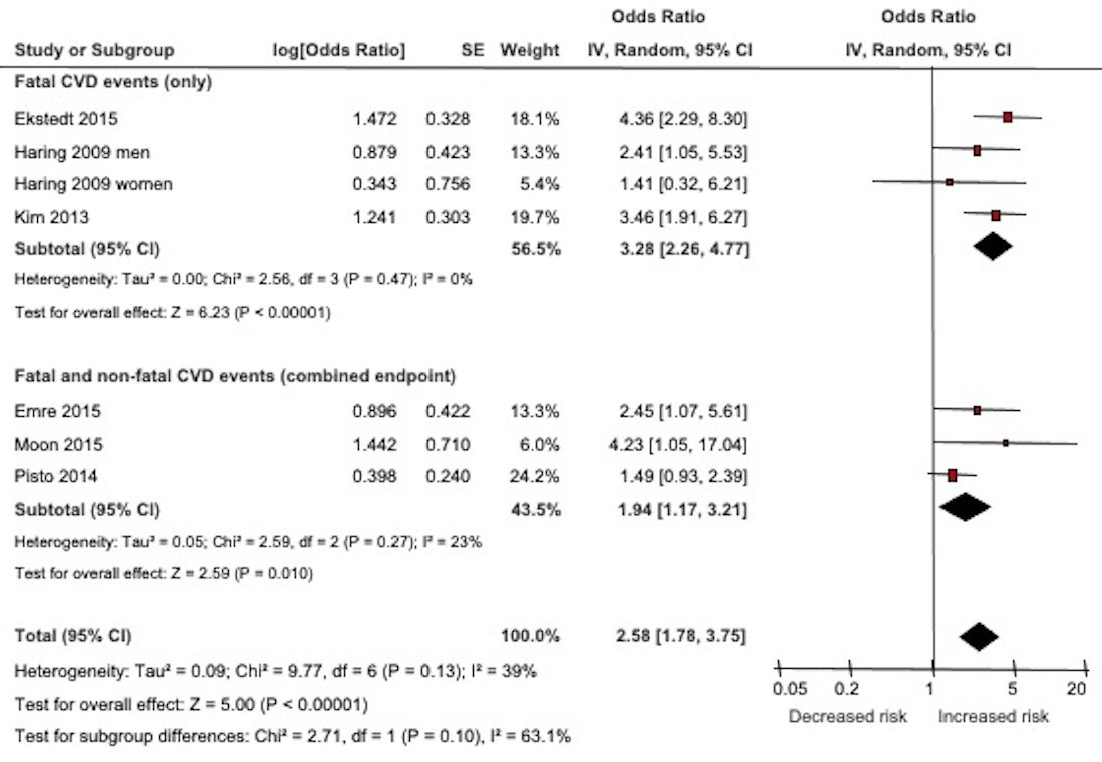 Odds Ratio Odds Ratio
Study or Subgroup log[Odds Ratio] SE Weight IV, Random, 95% CI IV, Random, 95% CI
Fatal CVD events (only)
Ekstedt 2015 1.472 0.328 18.1% 4.36 [2.29, 8.30]
Haring 2009 men 0.879 0.423 13.3% 2.41 [1.05, 5.53]
Haring 2009 women 0.343 0.756 5.4% 1.41 [0.32, 6.21]
Kim 2013 1.241 0.303 19.7% 3.46 [1.91, 6.27]
Subtotal (95% CI) 56.5% 3.28 [2.26, 4.77]
Heterogeneity: Tau² = 0.00; Chi² = 2.56, df = 3 (P = 0.47); I² = 0%
Test for overall effect: Z = 6.23 (P < 0.00001)
Fatal and non-fatal CVD events (combined endpoint)
Emre 2015 0.896 0.422 13.3% 2.45 [1.07, 5.61]
Moon 2015 1.442 0.710 6.0% 4.23 [1.05, 17.04]
Pisto 2014 0.398 0.240 24.2% 1.49 [0.93, 2.39]
Subtotal (95% CI) 43.5% 1.94 [1.17, 3.21]
Heterogeneity: Tau² = 0.05; Chi² = 2.59, df = 2 (P = 0.27); I² = 23%
Test for overall effect: Z = 2.59 (P = 0.010)
Total (95% CI) 100.0% 2.58 [1.78, 3.75]
Heterogeneity: Tau² = 0.09; Chi² = 9.77, df = 6 (P = 0.13); I² = 39%
Test for overall effect: Z = 5.00 (P < 0.00001)
Test for subgroup differences: Chi² = 2.71, df = 1 (P = 0.10), I² = 63.1%
0.05 0.2 1 5 20
Decreased risk Increased risk